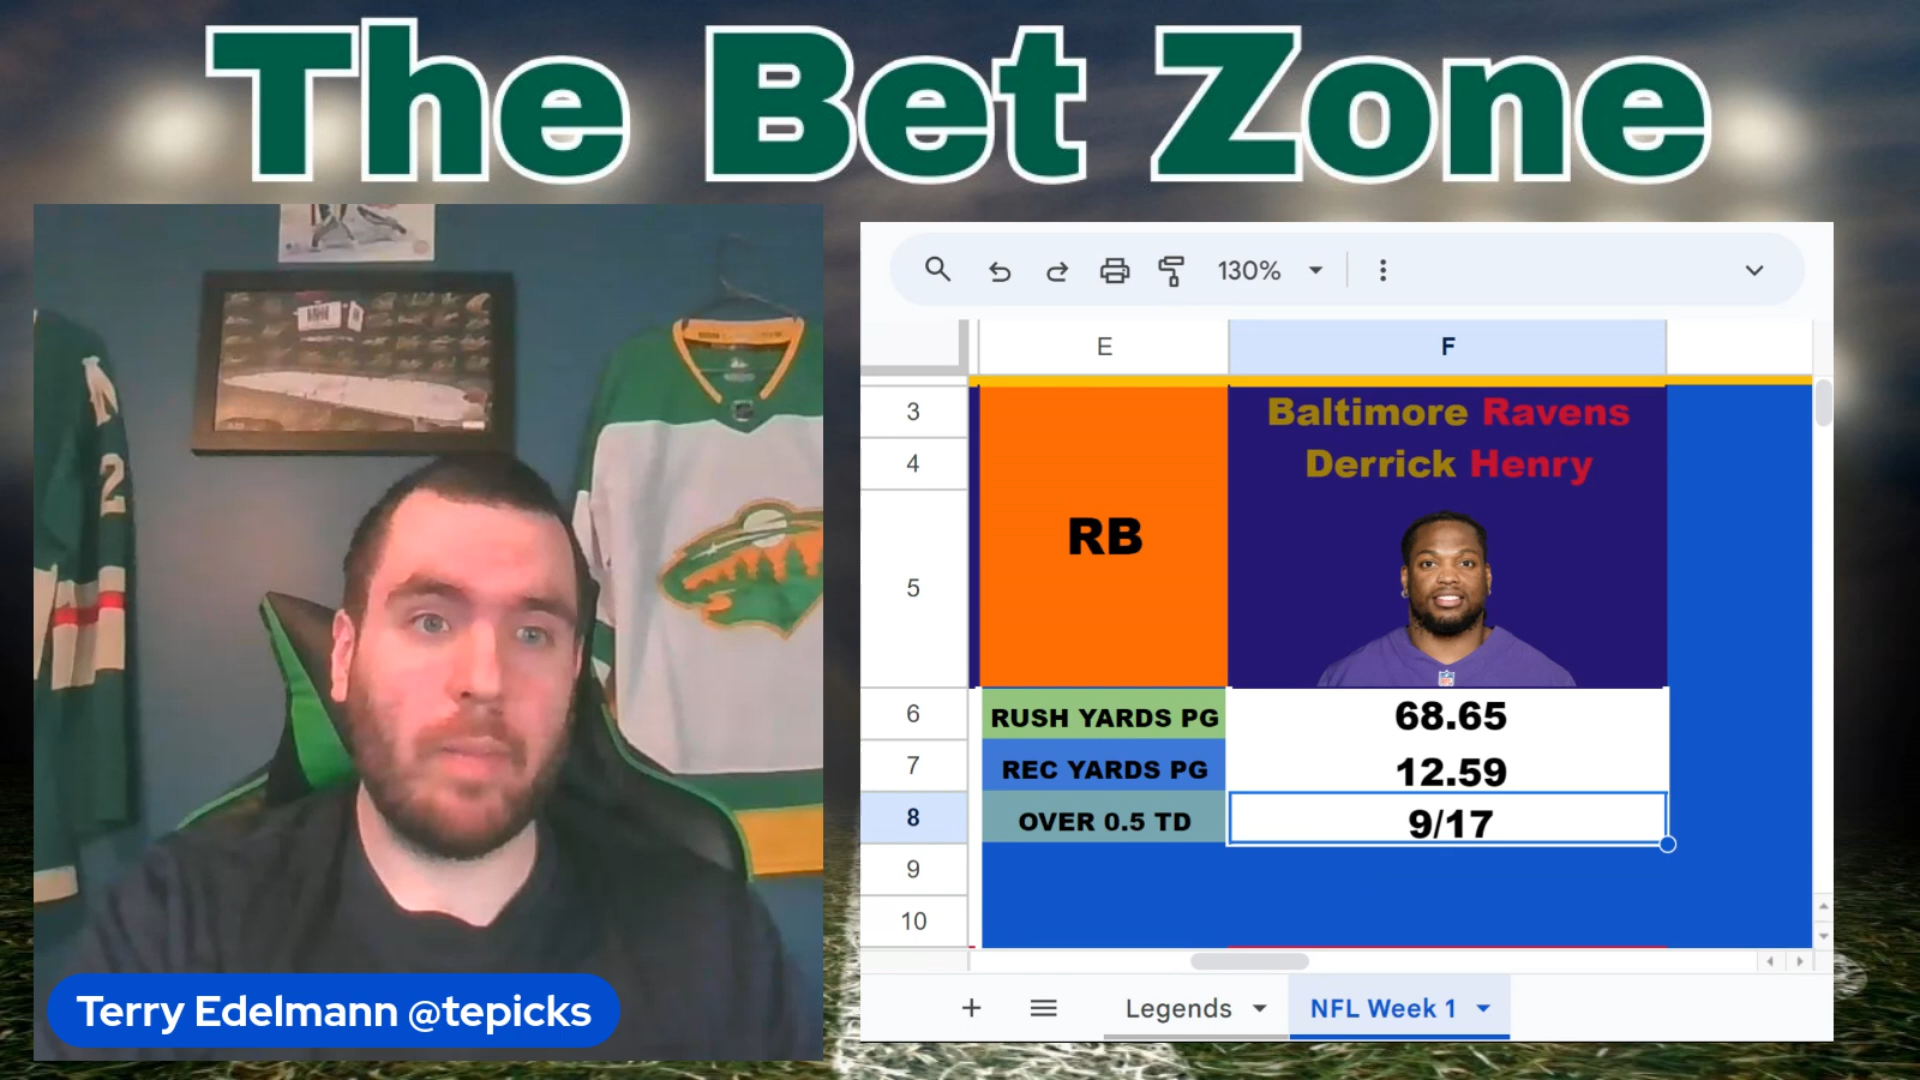 The Bet Zone
130%
E
F
3
Baltimore Ravens
4
Derrick Henry
RB
5
6
RUSH YARDS PG
68.65
7
REC YARDS PG
12.59
8
OVER 0.5 TD
9/17
9
10
N
2
Terry Edelmann @tepicks
Legends
NFL Week 1